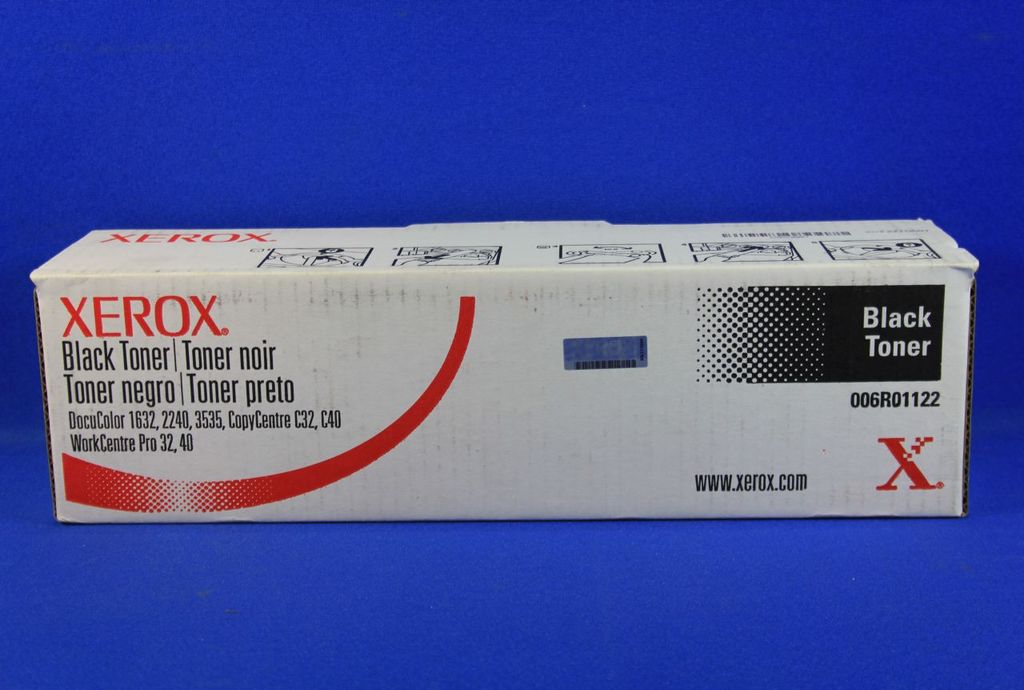 XEROX
XEROX®
Black Toner | Toner noir
Toner negro | Toner preto
DocuColor 1632, 2240, 3535, CopyCentre C32, C40
WorkCentre Pro 32, 40
Black
Toner
006R01122
www.xerox.com
X®